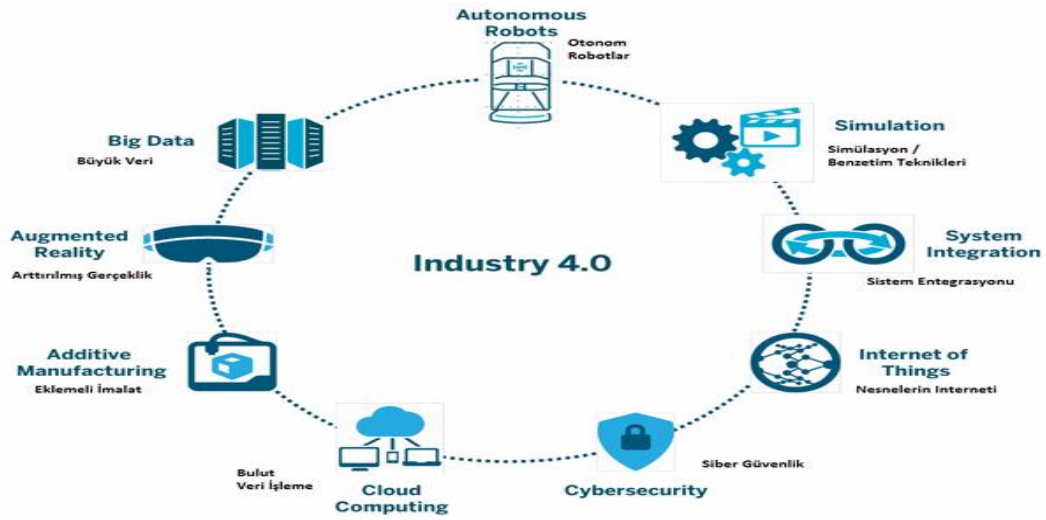 Autonomous
Robots
Otonom
Robotlar
Big Data
Büyük Veri
Simulation
Simülasyon /
Benzetim Teknikleri
Augmented
Reality
Arttırılmış Gerçeklik
Industry 4.0
System
Integration
Sistem Entegrasyonu
Additive
Manufacturing
Eklemeli İmalat
Internet of
Things
Nesnelerin Interneti
Bulut
Veri İşleme
Cloud
Computing
Siber Güvenlik
Cybersecurity